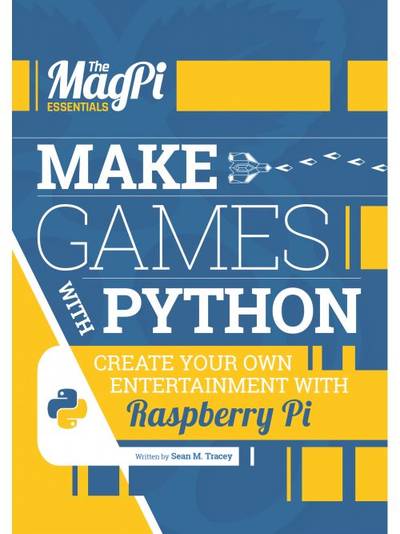 The
MagPi
ESSENTIALS
MAKE
GAMES
WITH
PYTHON
CREATE YOUR OWN
ENTERTAINMENT WITH
Raspberry Pi
Written by Sean M. Tracey